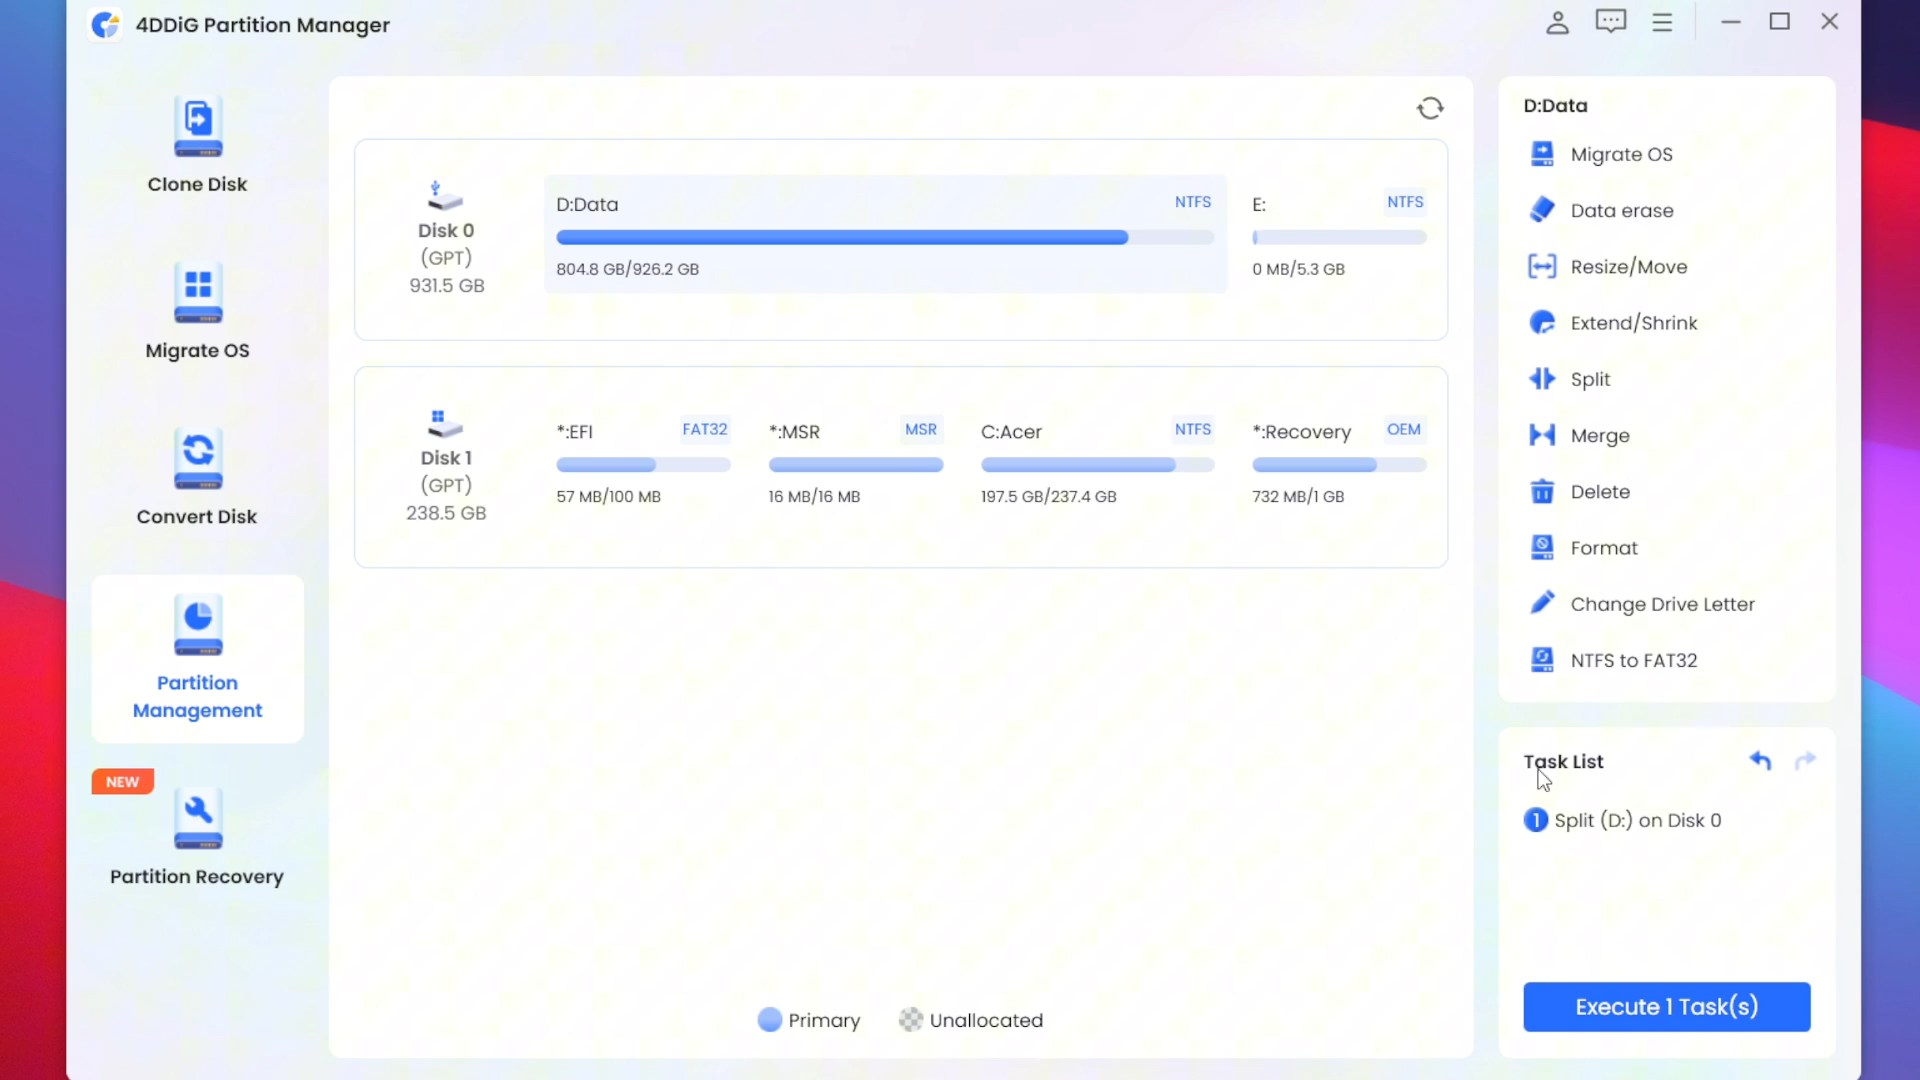 4DDiG Partition Manager
Clone Disk
Migrate OS
Convert Disk
Partition
Management
NEW
Partition Recovery
Disk 0
(GPT)
931.5 GB
D:Data
NTFS
804.8 GB/926.2 GB
E:
NTFS
0 MB/5.3 GB
Disk 1
(GPT)
238.5 GB
*:EFI
FAT32
57 MB/100 MB
*:MSR
MSR
16 MB/16 MB
C:Acer
NTFS
197.5 GB/237.4 GB
*:Recovery
OEM
732 MB/1 GB
Primary
Unallocated
D:Data
Migrate OS
Data erase
Resize/Move
Extend/Shrink
Split
Merge
Delete
Format
Change Drive Letter
NTFS to FAT32
Task List
1 Split (D:) on Disk 0
Execute 1 Task(s)